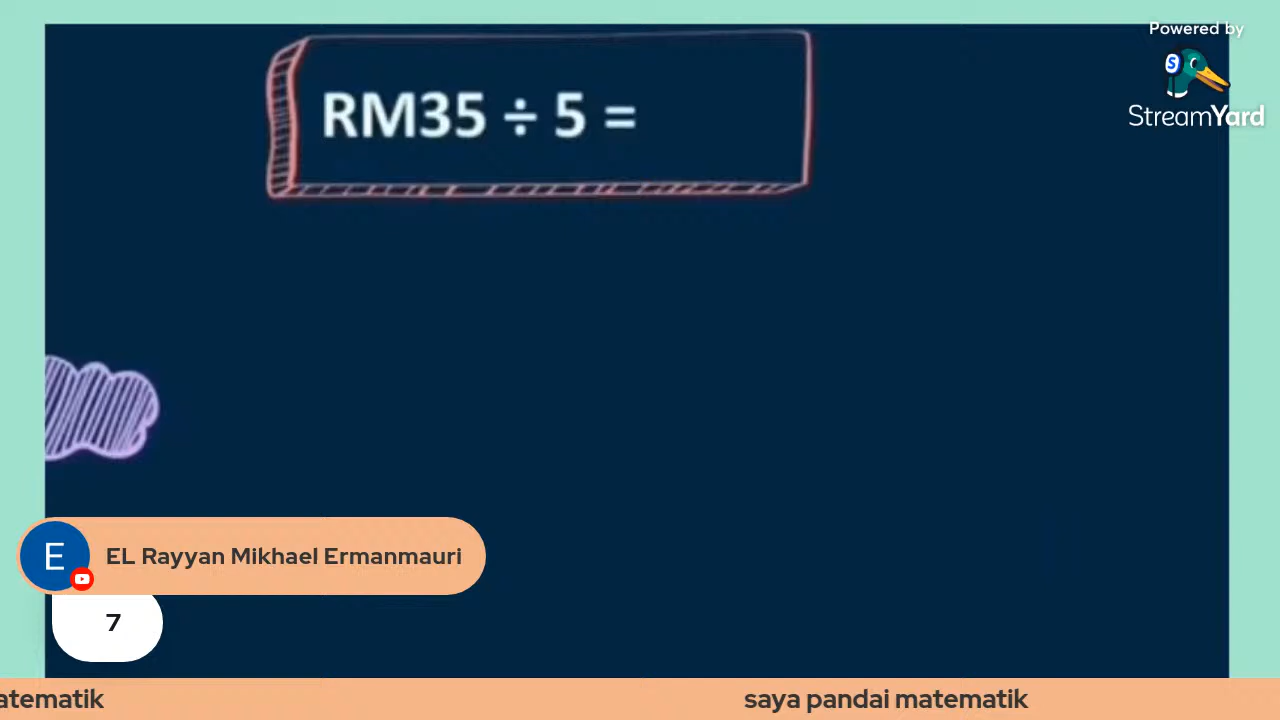 Powered by
StreamYard
RM35 ÷ 5 =
E
EL Rayyan Mikhael Ermanmauri
7
atematik
saya pandai matematik